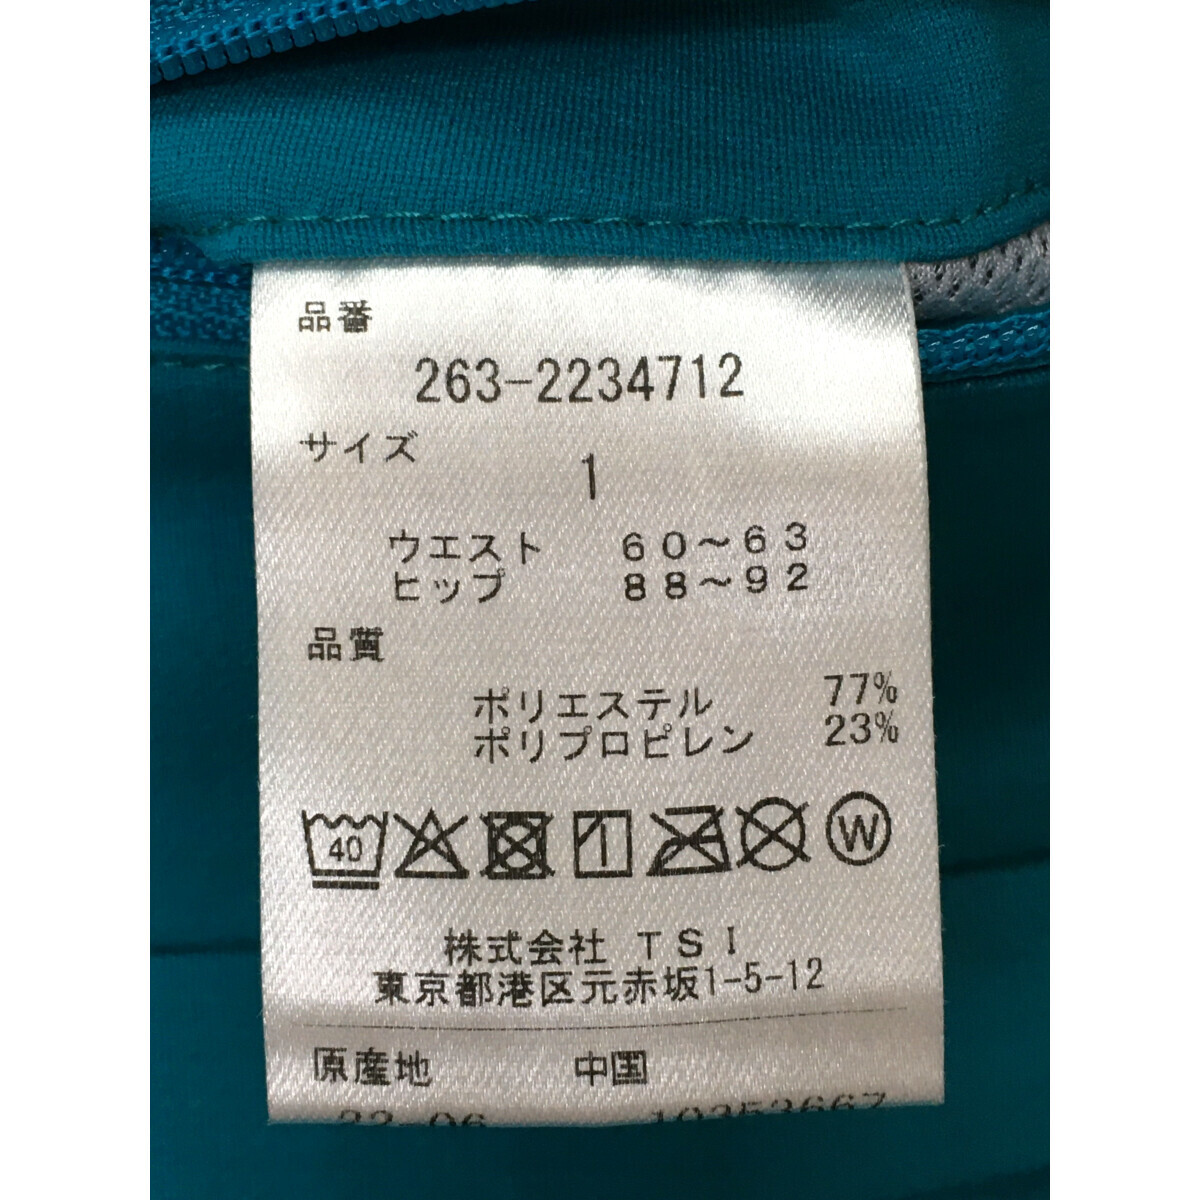 品番
263-2234712
サイズ
1
ウエスト 60～63
ヒップ 88～92
品質
ポリエステル 77%
ポリプロピレン 23%
40 W
株式会社 TSI
東京都港区元赤坂1-5-12
原産地 中国
22-06 10353667